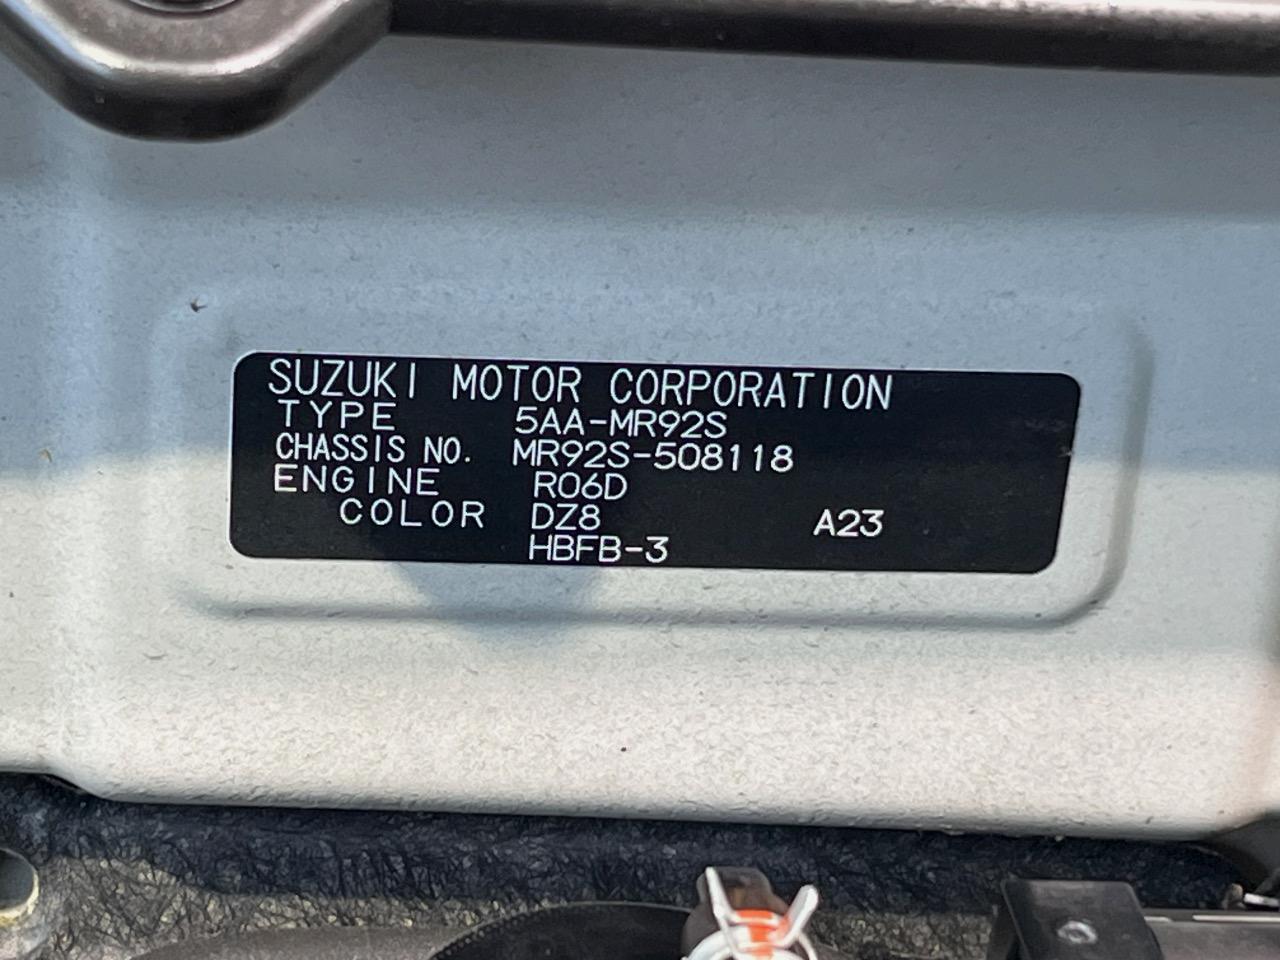 SUZUKI MOTOR CORPORATION
TYPE 5AA-MR92S
CHASSIS NO. MR92S-508118
ENGINE R06D
COLOR DZ8 A23
HBFB-3